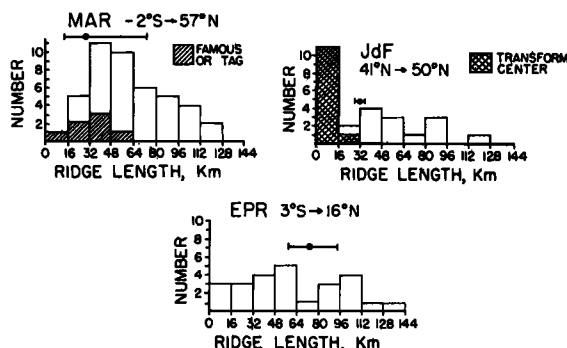 MAR -2°S→57°N
FAMOUS
OR TAG
NUMBER
10
8
6
4
2
0 16 32 48 64 80 96 112 128 144
RIDGE LENGTH, Km
JdF
41°N→50°N
TRANSFORM
CENTER
NUMBER
10
8
6
4
2
0 16 32 48 64 80 96 112 128 144
RIDGE LENGTH, Km
EPR 3°S→16°N
NUMBER
10
8
6
4
2
0 16 32 48 64 80 96 112 128 144
RIDGE LENGTH, Km